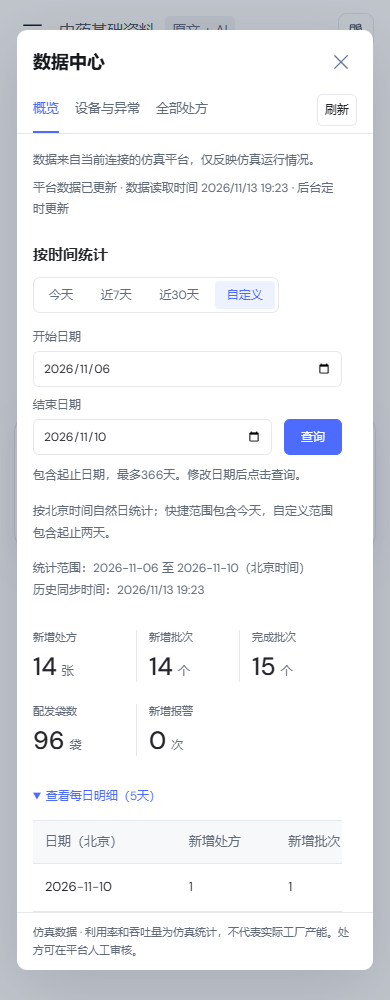 中药基础资料 原文 + AI
数据中心
概览 设备与异常 全部处方 刷新
数据来自当前连接的仿真平台，仅反映仿真运行情况。
平台数据已更新 · 数据读取时间 2026/11/13 19:23 · 后台定
时更新
按时间统计
今天 近7天 近30天 自定义
开始日期
2026/11/06
结束日期
2026/11/10 查询
包含起止日期，最多366天。修改日期后点击查询。
按北京时间自然日统计；快捷范围包含今天，自定义范围
包含起止两天。
统计范围：2026-11-06 至 2026-11-10（北京时间）
历史同步时间：2026/11/13 19:23
新增处方 新增批次 完成批次
14 张 14 个 15 个
配发袋数 新增报警
96 袋 0 次
▼ 查看每日明细（5天）
日期（北京） 新增处方 新增批次
2026-11-10 1 1
仿真数据 · 利用率和吞吐量为仿真统计，不代表实际工厂产能。处
方可在平台人工审核。